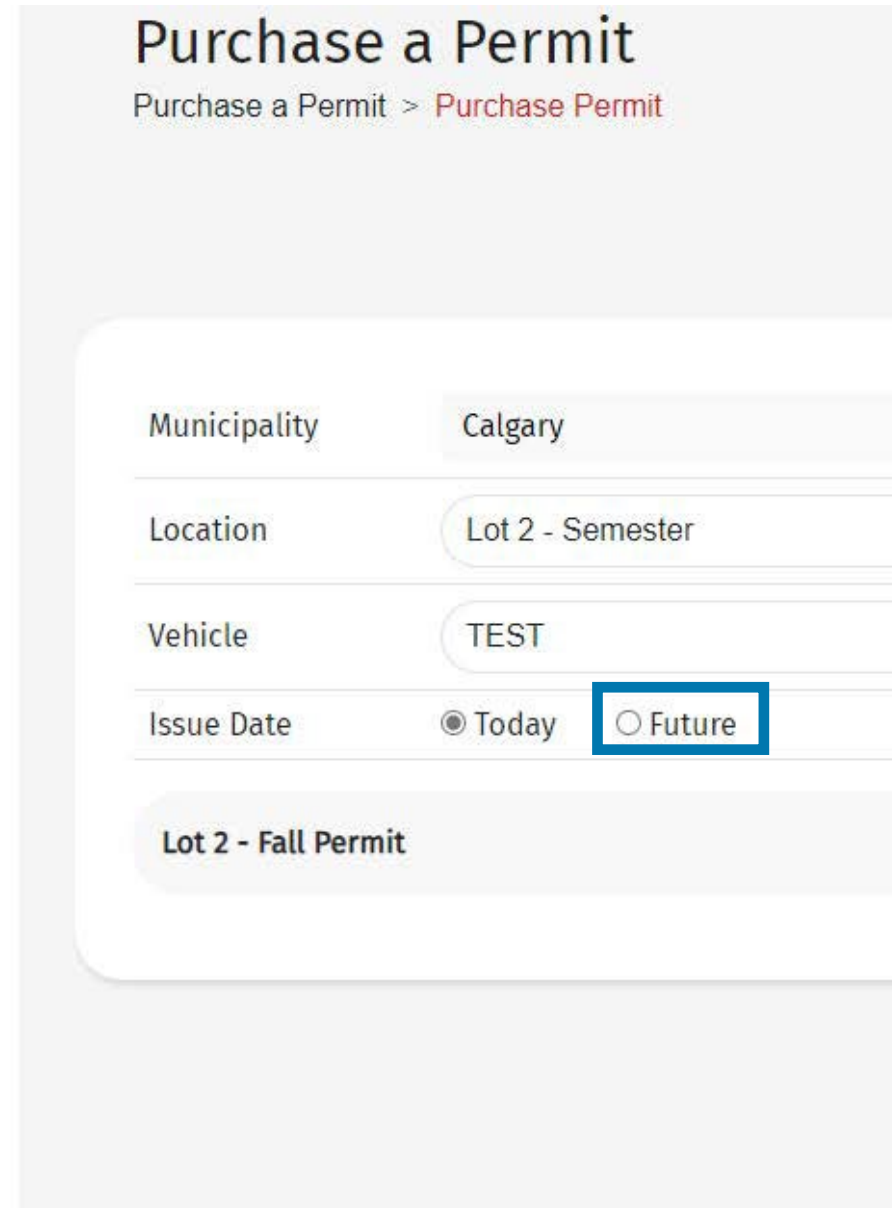 Purchase a Permit
Purchase a Permit > Purchase Permit
Municipality Calgary
Location Lot 2 - Semester
Vehicle TEST
Issue Date Today Future
Lot 2 - Fall Permit